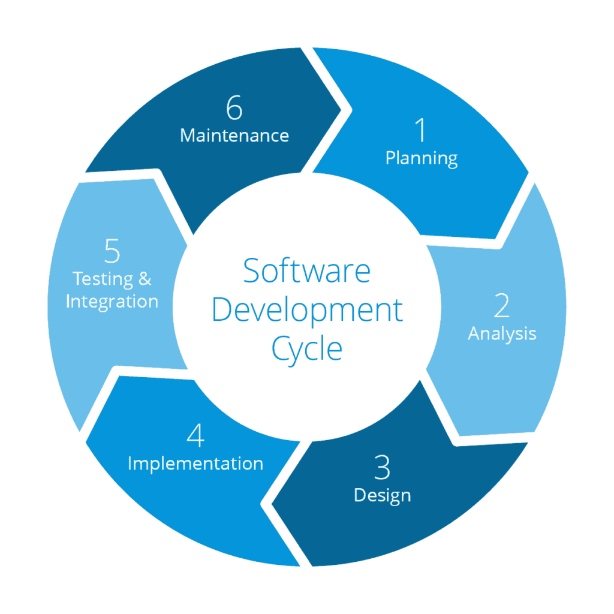 Software
Development
Cycle
1
Planning
2
Analysis
3
Design
4
Implementation
5
Testing &
Integration
6
Maintenance